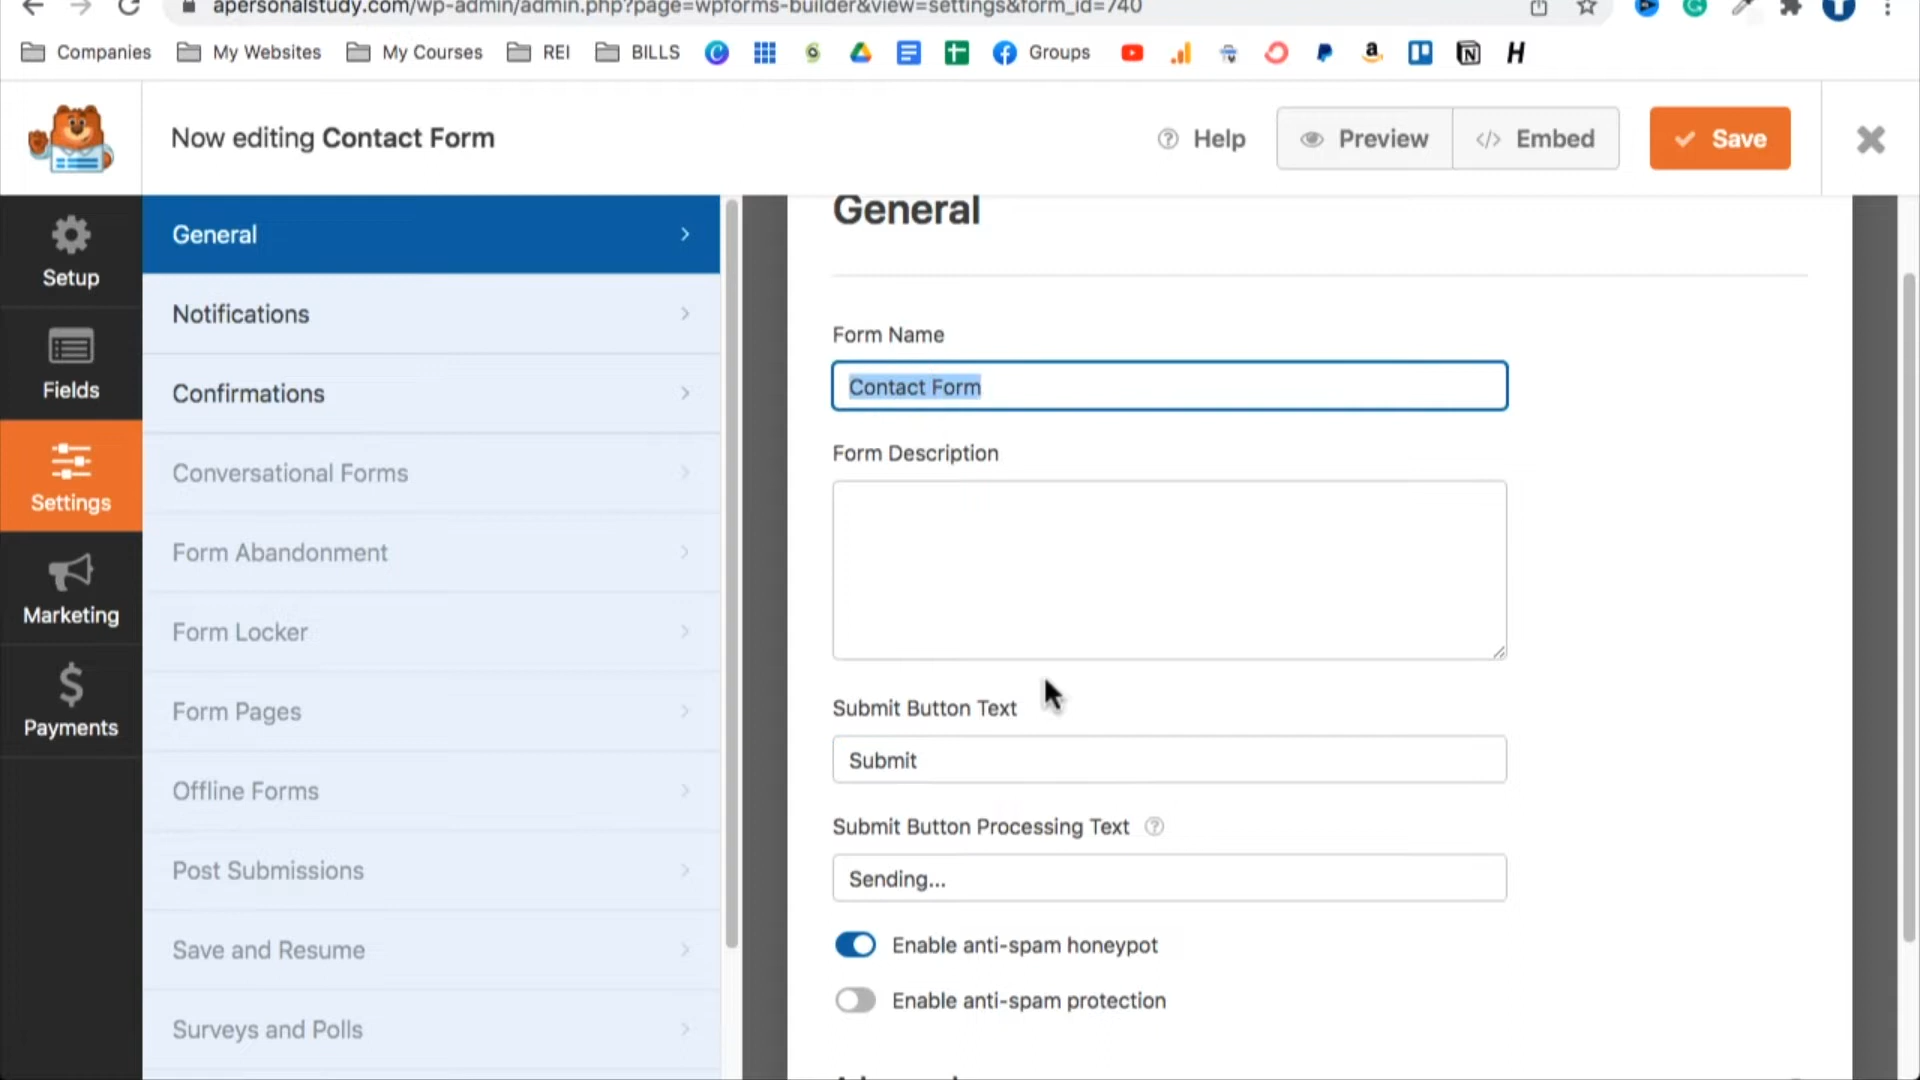 apersonalstudy.com/wp-admin/admin.php?page=wpforms-builder&view=settings&form_id=740
Companies My Websites My Courses REI BILLS Groups
Now editing Contact Form
Help Preview </> Embed Save
Setup
Fields
Settings
Marketing
Payments
General
Notifications
Confirmations
Conversational Forms
Form Abandonment
Form Locker
Form Pages
Offline Forms
Post Submissions
Save and Resume
Surveys and Polls
General
Form Name
Contact Form
Form Description
Submit Button Text
Submit
Submit Button Processing Text
Sending...
Enable anti-spam honeypot
Enable anti-spam protection